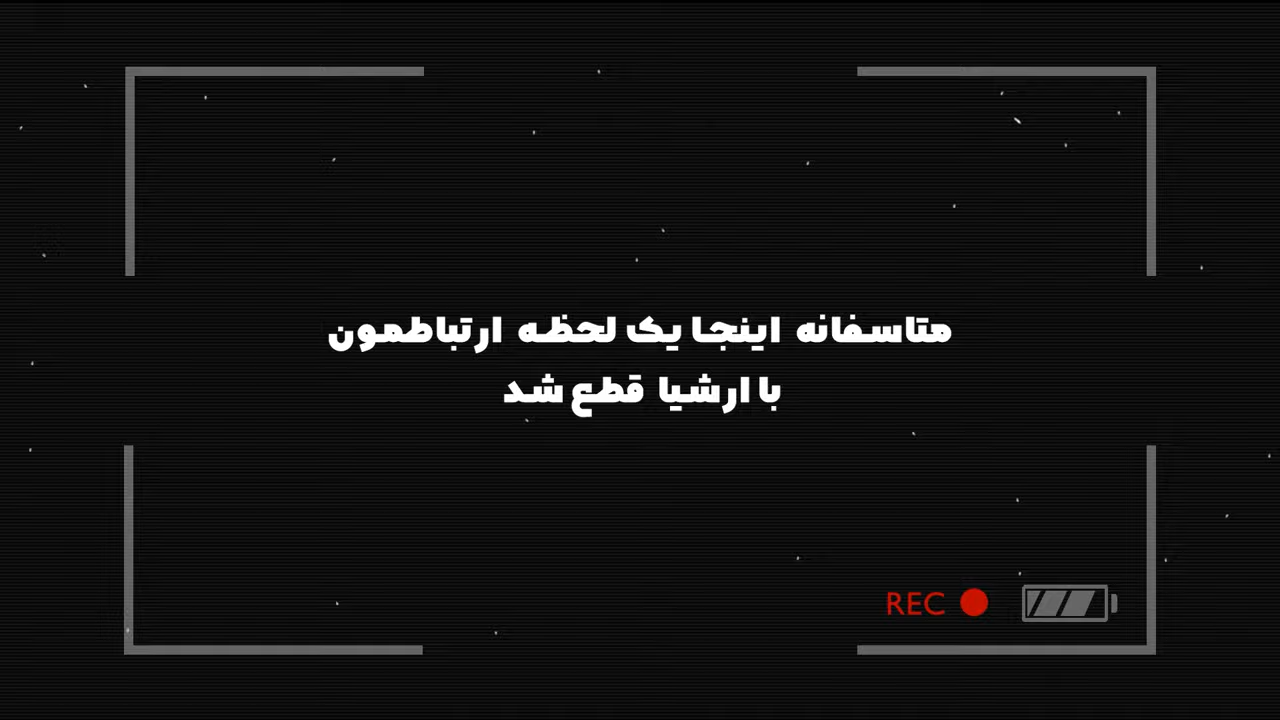 متاسفانه اینجا یک لحظه ارتباطمون
با ارشیا قطع شد
REC